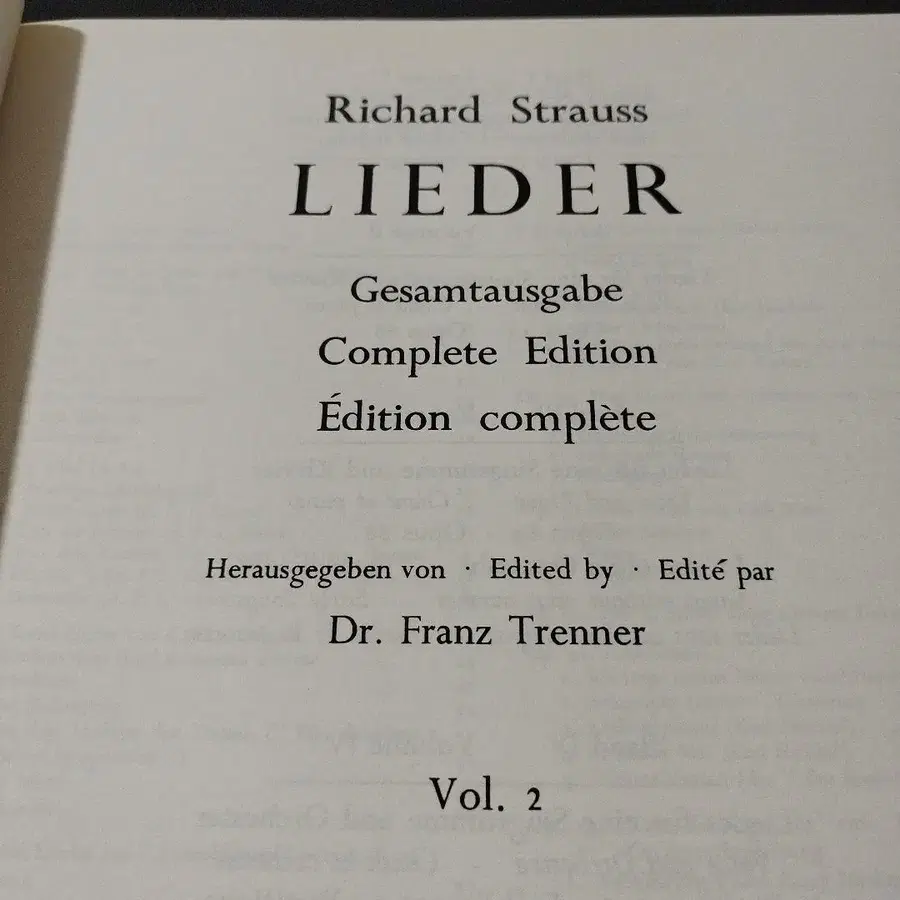 Richard Strauss
LIEDER
Gesamtausgabe
Complete Edition
Édition complète
Herausgegeben von · Edited by · Edité par
Dr. Franz Trenner
Vol. 2